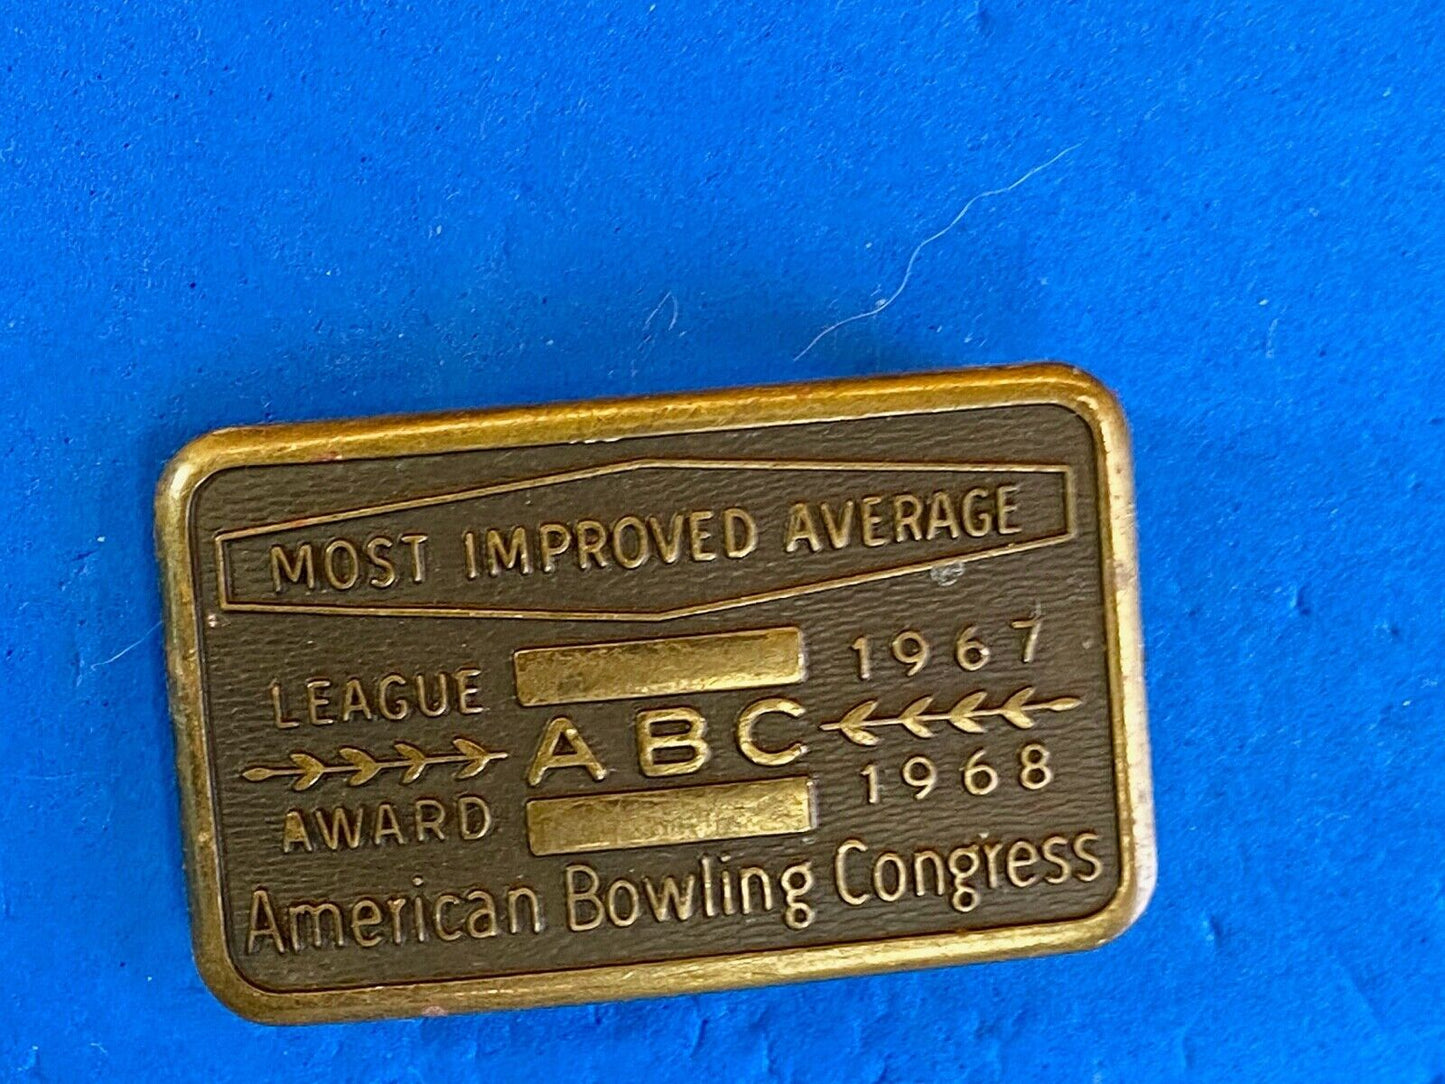 MOST IMPROVED AVERAGE
LEAGUE 1967
ABC
AWARD 1968
American Bowling Congress